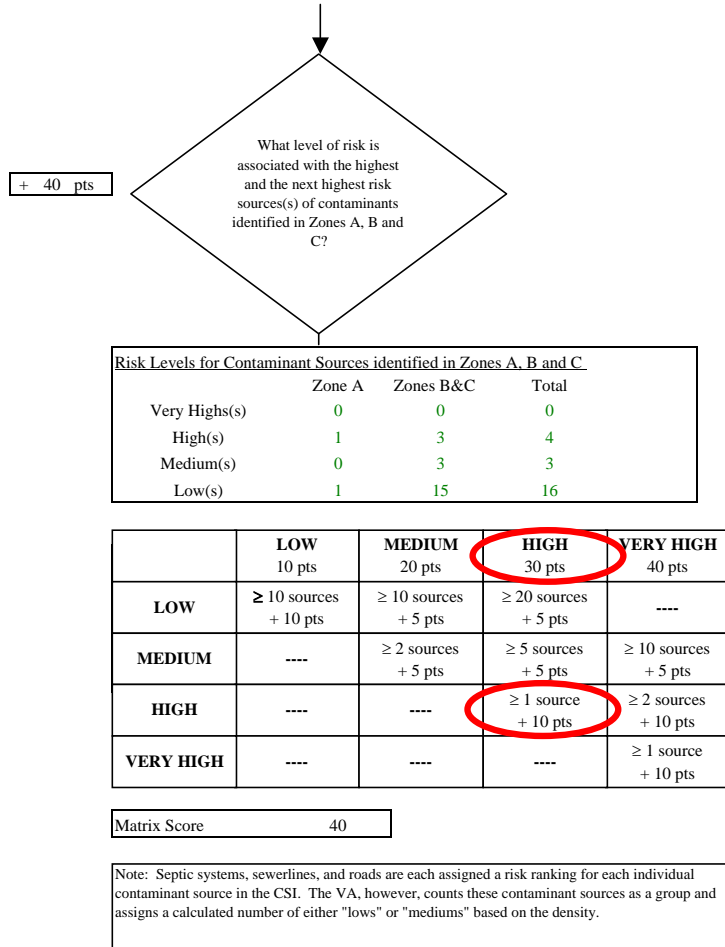 What level of risk is
associated with the highest
and the next highest risk
sources(s) of contaminants
identified in Zones A, B and
C?
+ 40 pts
Risk Levels for Contaminant Sources identified in Zones A, B and C
Zone A Zones B&C Total
Very Highs(s) 0 0 0
High(s) 1 3 4
Medium(s) 0 3 3
Low(s) 1 15 16
LOW MEDIUM HIGH VERY HIGH
10 pts 20 pts 30 pts 40 pts
LOW ≥ 10 sources ≥ 10 sources ≥ 20 sources ----
+ 10 pts + 5 pts + 5 pts
MEDIUM ---- ≥ 2 sources ≥ 5 sources ≥ 10 sources
+ 5 pts + 5 pts + 5 pts
HIGH ---- ---- ≥ 1 source ≥ 2 sources
+ 10 pts + 10 pts
VERY HIGH ---- ---- ---- ≥ 1 source
+ 10 pts
Matrix Score 40
Note: Septic systems, sewerlines, and roads are each assigned a risk ranking for each individual
contaminant source in the CSI. The VA, however, counts these contaminant sources as a group and
assigns a calculated number of either "lows" or "mediums" based on the density.